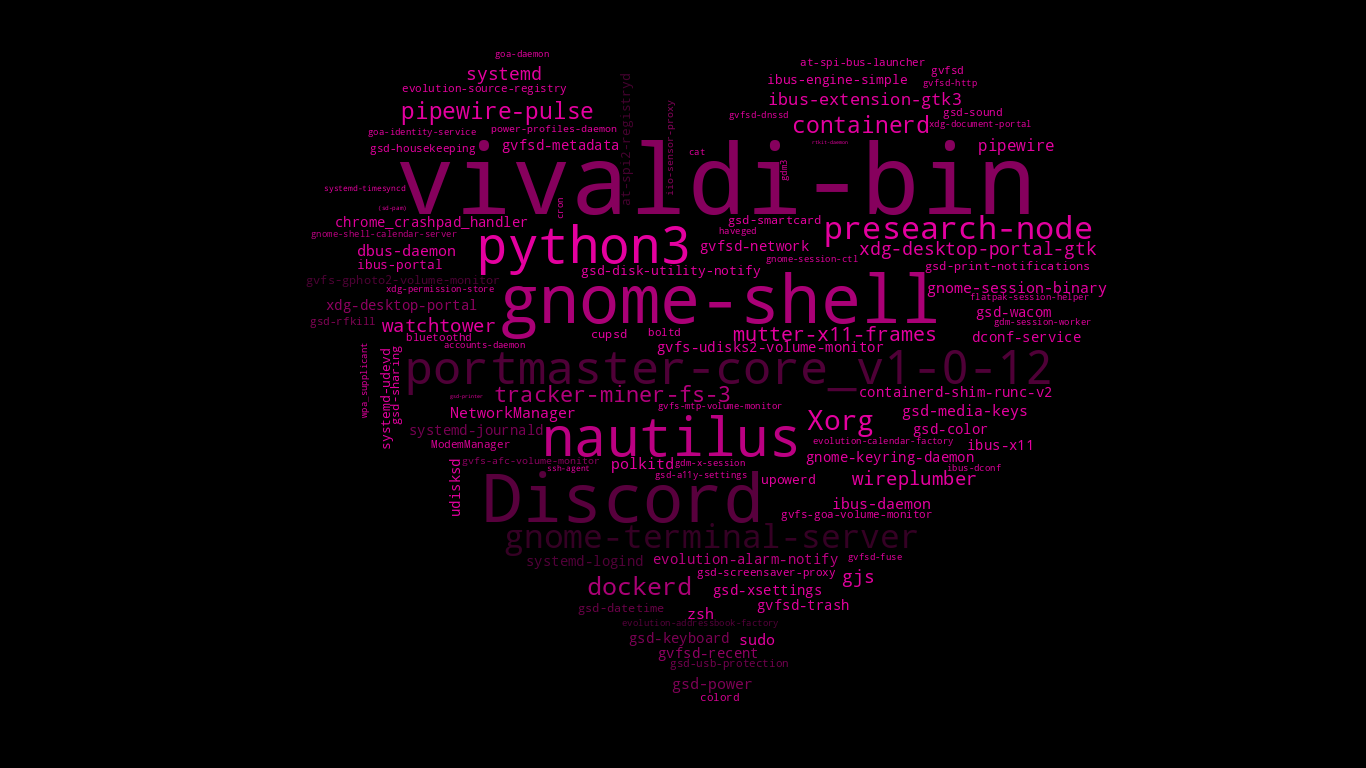 goa-daemon
at-spi-bus-launcher
systemd
gvfsd
ibus-engine-simple
gvfsd-http
evolution-source-registry
ibus-extension-gtk3
pipewire-pulse
gsd-sound
gvfsd-dnssd
containerd
xdg-document-portal
goa-identity-service
power-profiles-daemon
at-spi2-registryd
iio-sensor-proxy
gsd-housekeeping
gvfsd-metadata
cat
rtkit-daemon
pipewire
gdm3
vivaldi-bin
systemd-timesyncd
(sd-pam)
cron
chrome_crashpad_handler
gsd-smartcard
presearch-node
gnome-shell-calendar-server
haveged
python3
dbus-daemon
gvfsd-network
xdg-desktop-portal-gtk
ibus-portal
gnome-session-ctl
gsd-disk-utility-notify
gsd-print-notifications
gvfs-gphoto2-volume-monitor
xdg-permission-store
gnome-session-binary
gnome-shell
flatpak-session-helper
xdg-desktop-portal
gsd-wacom
gsd-rfkill
watchtower
gdm-session-worker
bluetoothd
cupsd
boltd
mutter-x11-frames
dconf-service
accounts-daemon
gvfs-udisks2-volume-monitor
wpa_supplicant
systemd-udevd
gsd-sharing
portmaster-core_v1-0-12
gsd-printer
tracker-miner-fs-3
containerd-shim-runc-v2
gvfs-mtp-volume-monitor
NetworkManager
Xorg
gsd-media-keys
systemd-journald
gsd-color
nautilus
ModemManager
evolution-calendar-factory
ibus-x11
gvfs-afc-volume-monitor
ssh-agent
polkitd
gdm-x-session
gnome-keyring-daemon
ibus-dconf
gsd-a11y-settings
upowerd
wireplumber
udisksd
Discord
ibus-daemon
gvfs-goa-volume-monitor
gnome-terminal-server
systemd-logind
evolution-alarm-notify
gvfsd-fuse
gsd-screensaver-proxy
gjs
dockerd
gsd-xsettings
gsd-datetime
zsh
gvfsd-trash
evolution-addressbook-factory
gsd-keyboard
sudo
gvfsd-recent
gsd-usb-protection
gsd-power
colord